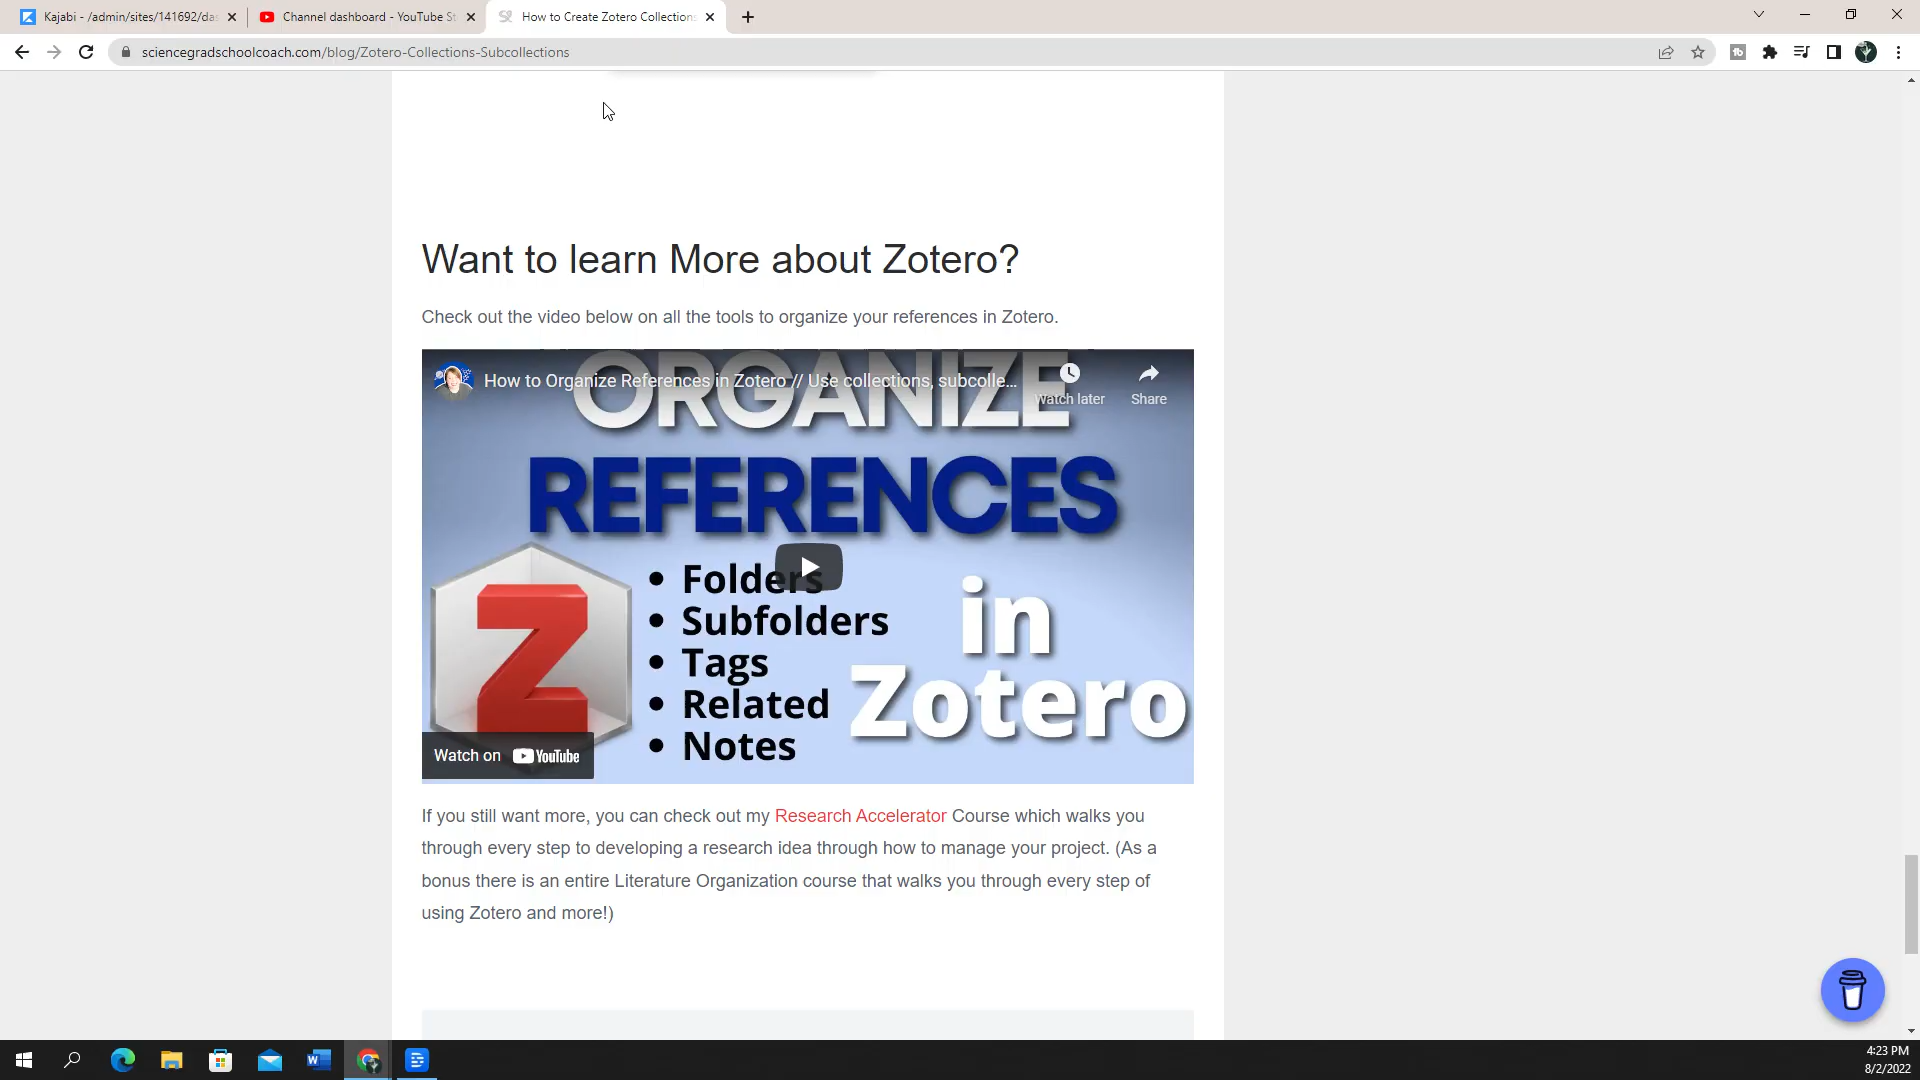 Kajabi - /admin/sites/141692/das
Channel dashboard - YouTube St
How to Create Zotero Collections
sciencegradschoolcoach.com/blog/Zotero-Collections-Subcollections
Want to learn More about Zotero?
Check out the video below on all the tools to organize your references in Zotero.
How to Organize References in Zotero // Use collections, subcolle...
Watch later
Share
ORGANIZE
REFERENCES
• Folders
• Subfolders
• Tags
• Related
• Notes
in
Zotero
Z
Watch on YouTube
If you still want more, you can check out my Research Accelerator Course which walks you
through every step to developing a research idea through how to manage your project. (As a
bonus there is an entire Literature Organization course that walks you through every step of
using Zotero and more!)
4:23 PM
8/2/2022